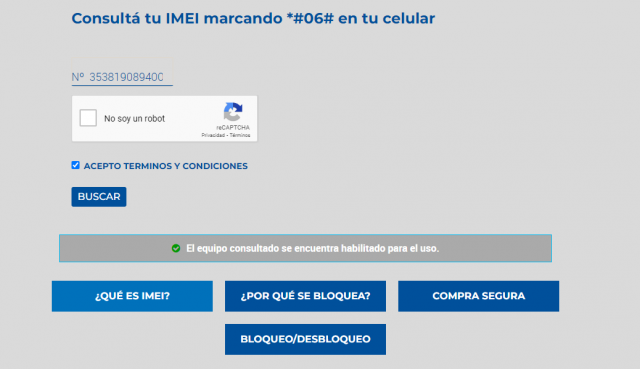 Consultá tu IMEI marcando *#06# en tu celular
Nº 353819089400
No soy un robot
reCAPTCHA
Privacidad - Términos
ACEPTO TERMINOS Y CONDICIONES
BUSCAR
El equipo consultado se encuentra habilitado para el uso.
¿QUÉ ES IMEI?
¿POR QUÉ SE BLOQUEA?
COMPRA SEGURA
BLOQUEO/DESBLOQUEO